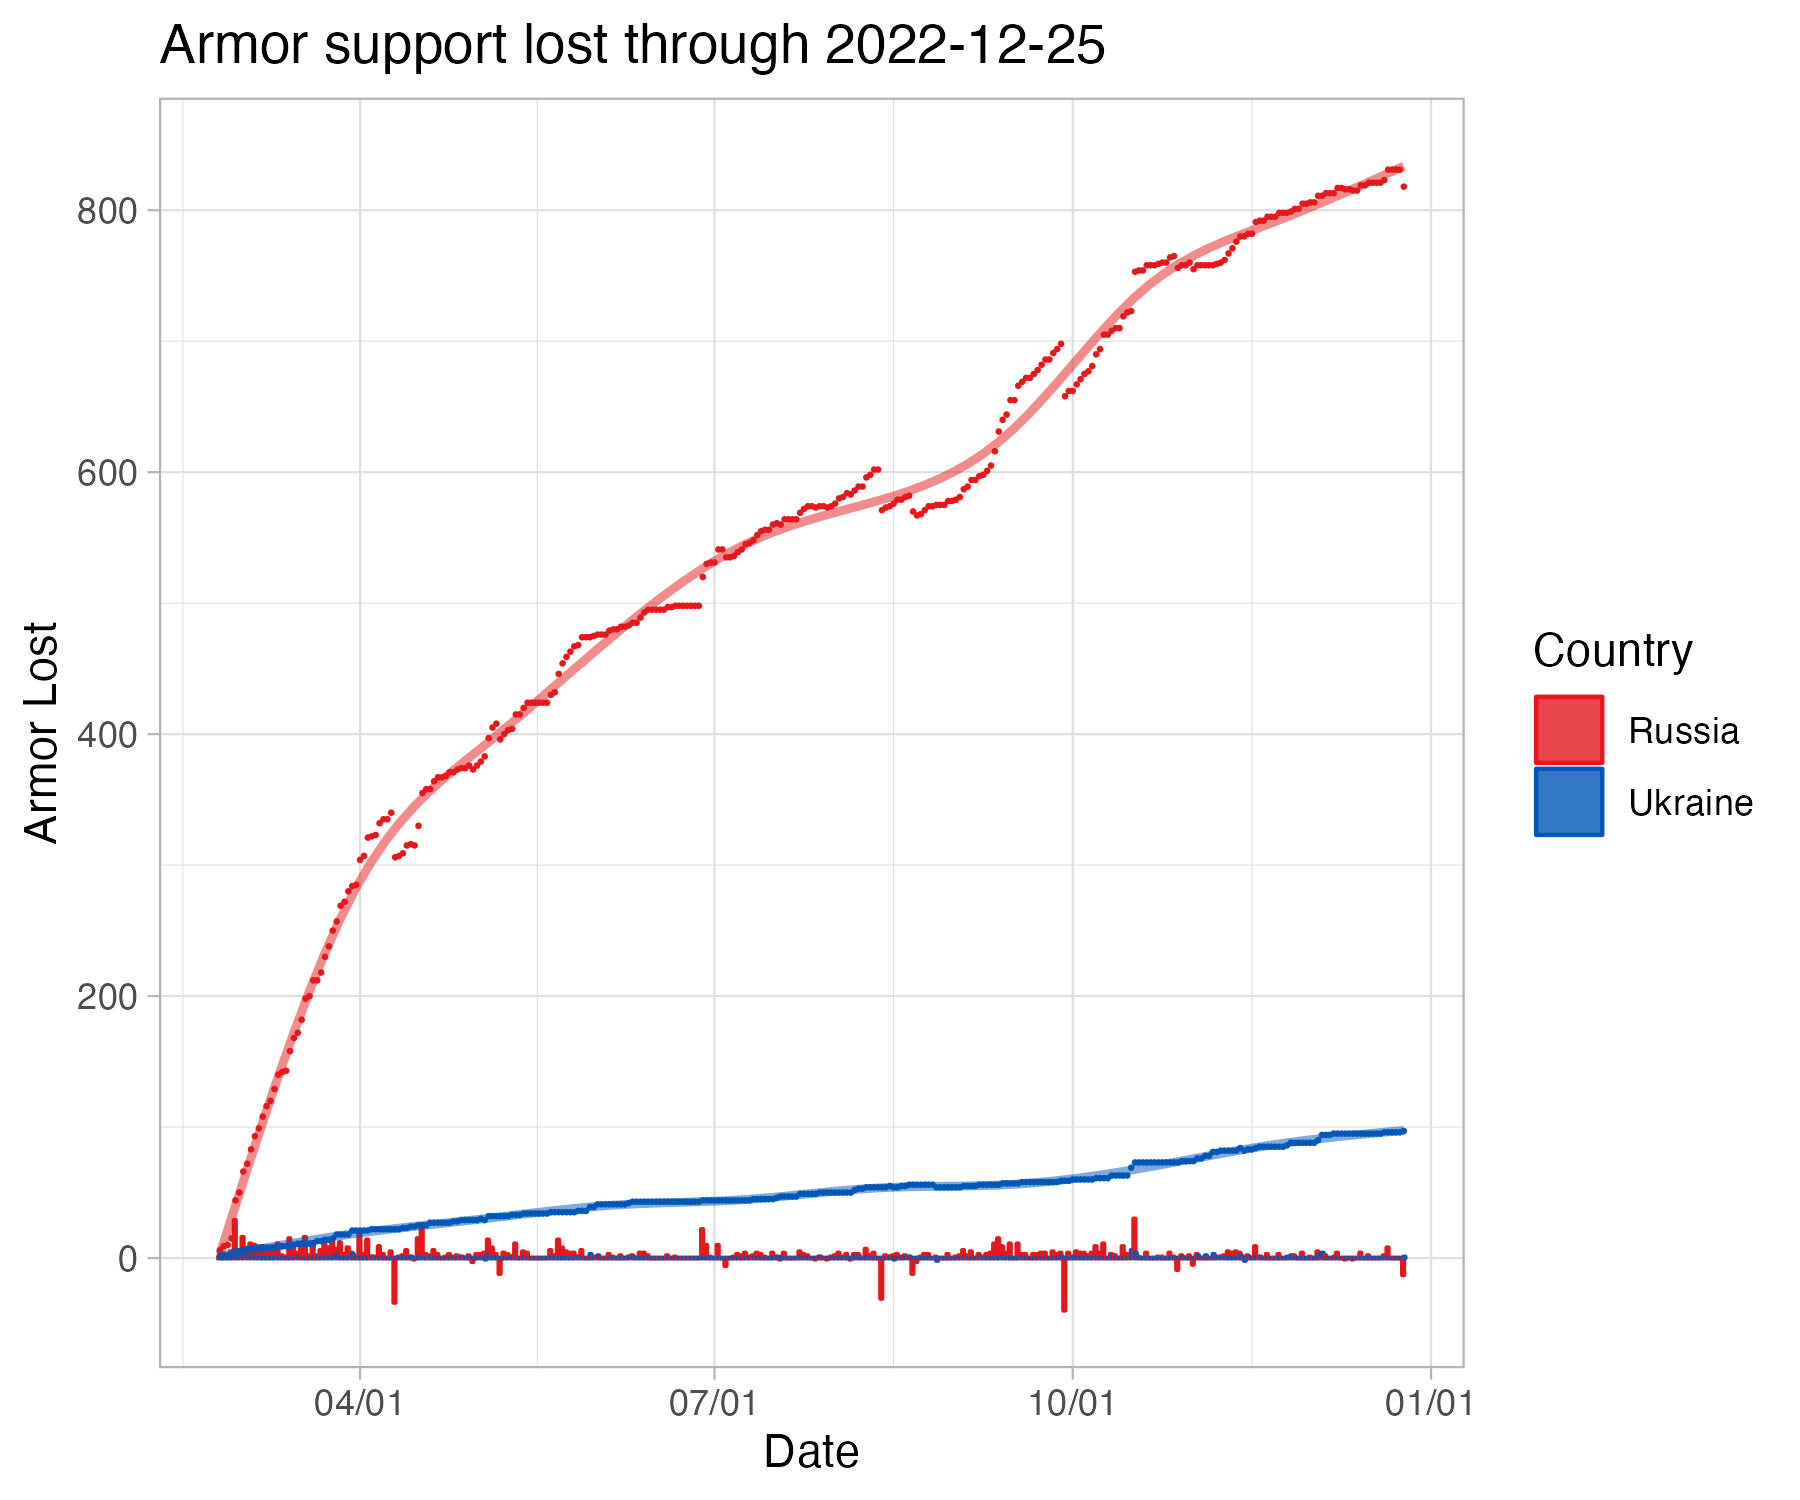 Armor support lost through 2022-12-25
Armor Lost
800
600
400
200
0
04/01
07/01
10/01
01/01
Date
Country
Russia
Ukraine